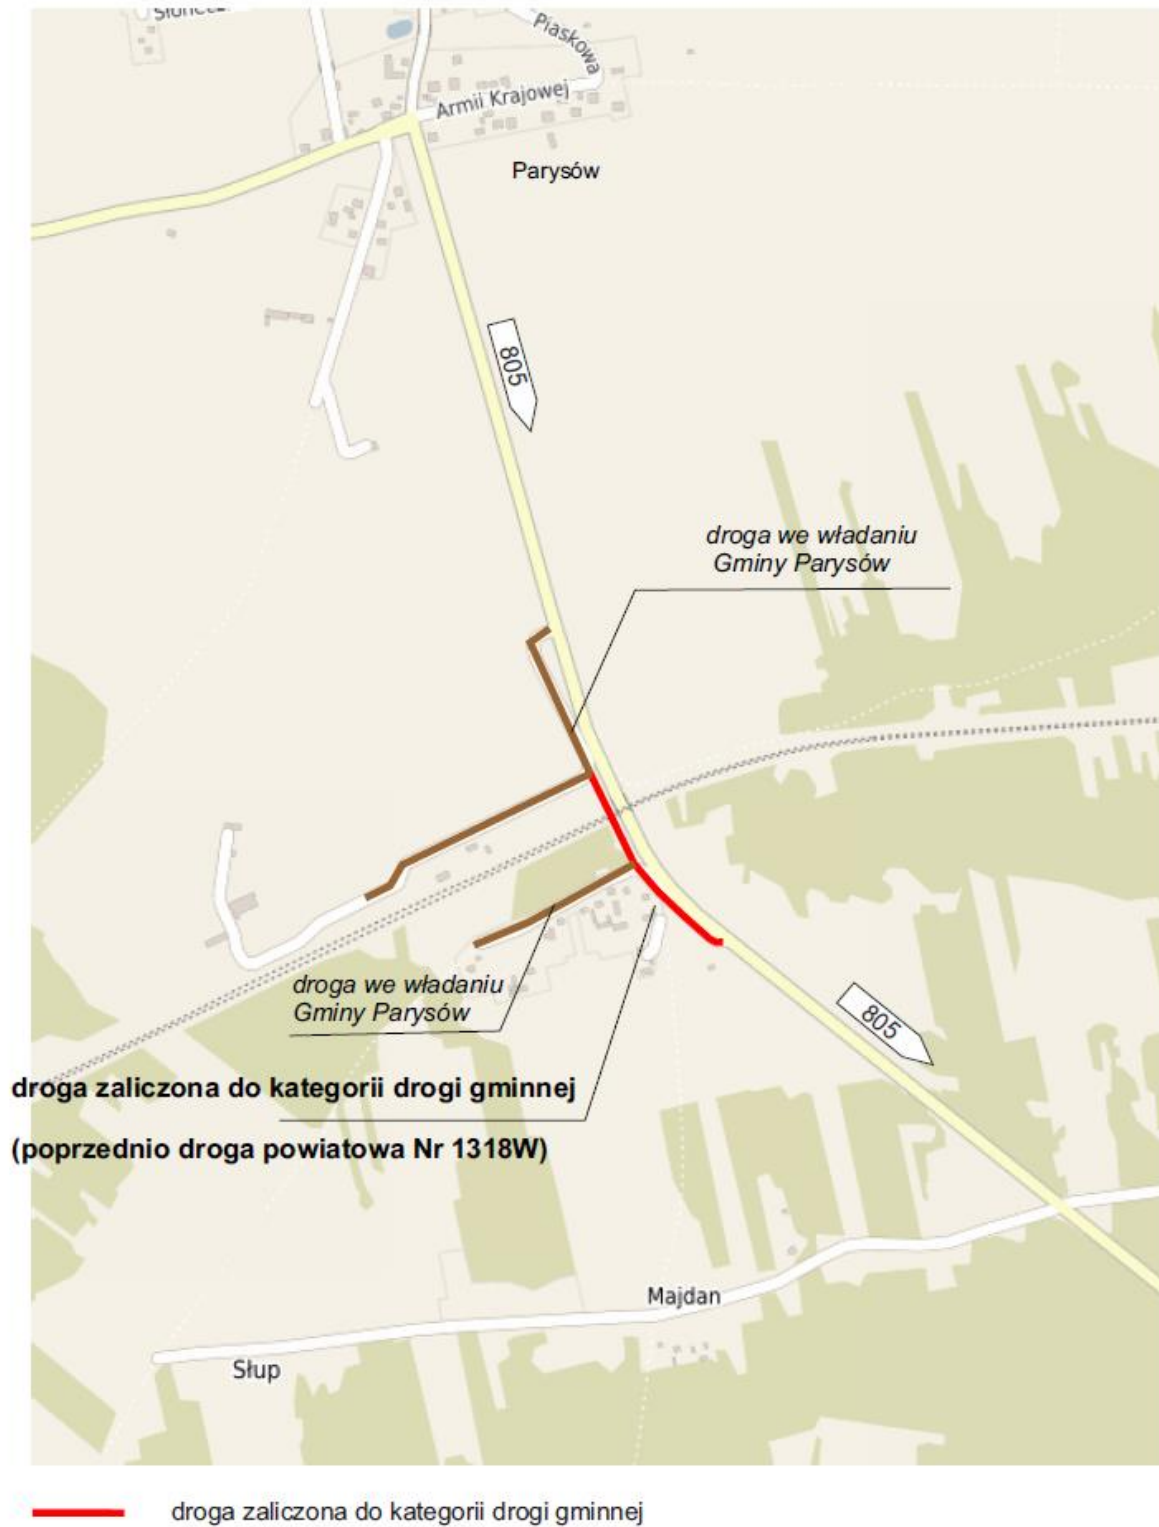 Piaskowa
Armii Krajowej
Parysów
805
droga we władaniu
Gminy Parysów
droga we władaniu
Gminy Parysów
805
droga zaliczona do kategorii drogi gminnej
(poprzednio droga powiatowa Nr 1318W)
Majdan
Słup
droga zaliczona do kategorii drogi gminnej